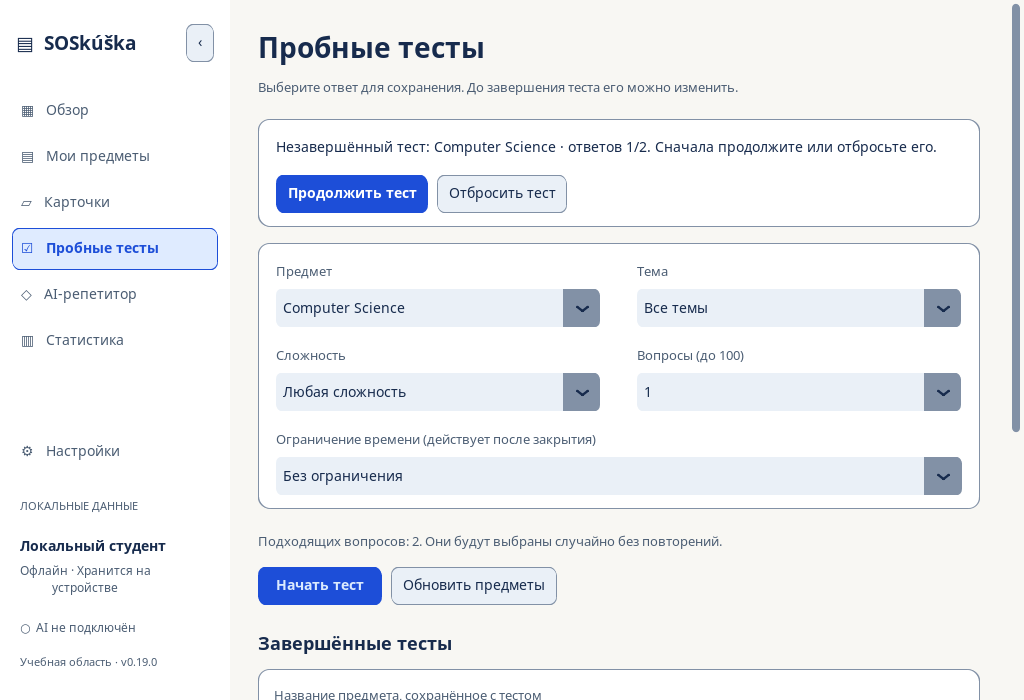 SOSkúška
Обзор
Мои предметы
Карточки
Пробные тесты
AI-репетитор
Статистика
Настройки
ЛОКАЛЬНЫЕ ДАННЫЕ
Локальный студент
Офлайн · Хранится на
устройстве
AI не подключён
Учебная область · v0.19.0
Пробные тесты
Выберите ответ для сохранения. До завершения теста его можно изменить.
Незавершённый тест: Computer Science · ответов 1/2. Сначала продолжите или отбросьте его.
Продолжить тест
Отбросить тест
Предмет
Тема
Computer Science
Все темы
Сложность
Вопросы (до 100)
Любая сложность
1
Ограничение времени (действует после закрытия)
Без ограничения
Подходящих вопросов: 2. Они будут выбраны случайно без повторений.
Начать тест
Обновить предметы
Завершённые тесты
Название предмета, сохранённое с тестом